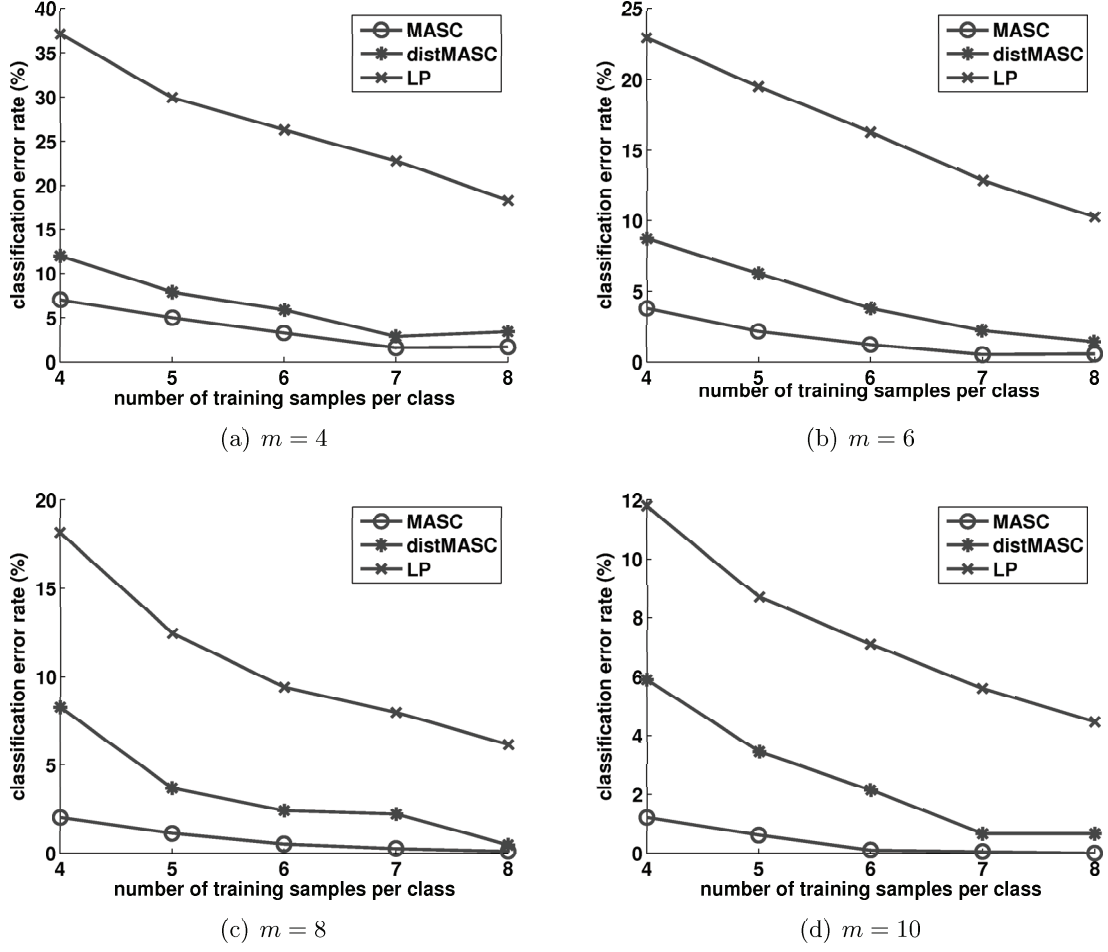 40
35
30
25
20
15
10
5
0
classification error rate (%)
MASC
distMASC
LP
4 5 6 7 8
number of training samples per class
(a) m = 4
25
20
15
10
5
0
classification error rate (%)
MASC
distMASC
LP
4 5 6 7 8
number of training samples per class
(b) m = 6
20
15
10
5
0
classification error rate (%)
MASC
distMASC
LP
4 5 6 7 8
number of training samples per class
(c) m = 8
12
10
8
6
4
2
0
classification error rate (%)
MASC
distMASC
LP
4 5 6 7 8
number of training samples per class
(d) m = 10